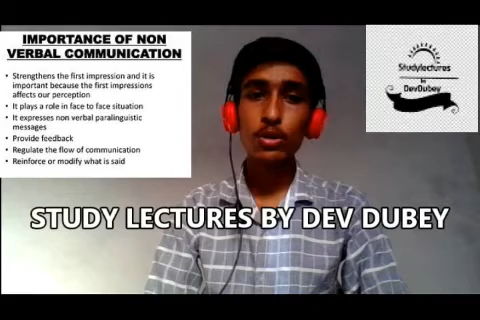 IMPORTANCE OF NON
VERBAL COMMUNICATION
• Strengthens the first impression and it is
important because the first impressions
affects our perception
• It plays a role in face to face situation
• It expresses non verbal paralinguistic
messages
• Provide feedback
• Regulate the flow of communication
• Reinforce or modify what is said
Studylectures
by
DevDubey
STUDY LECTURES BY DEV DUBEY